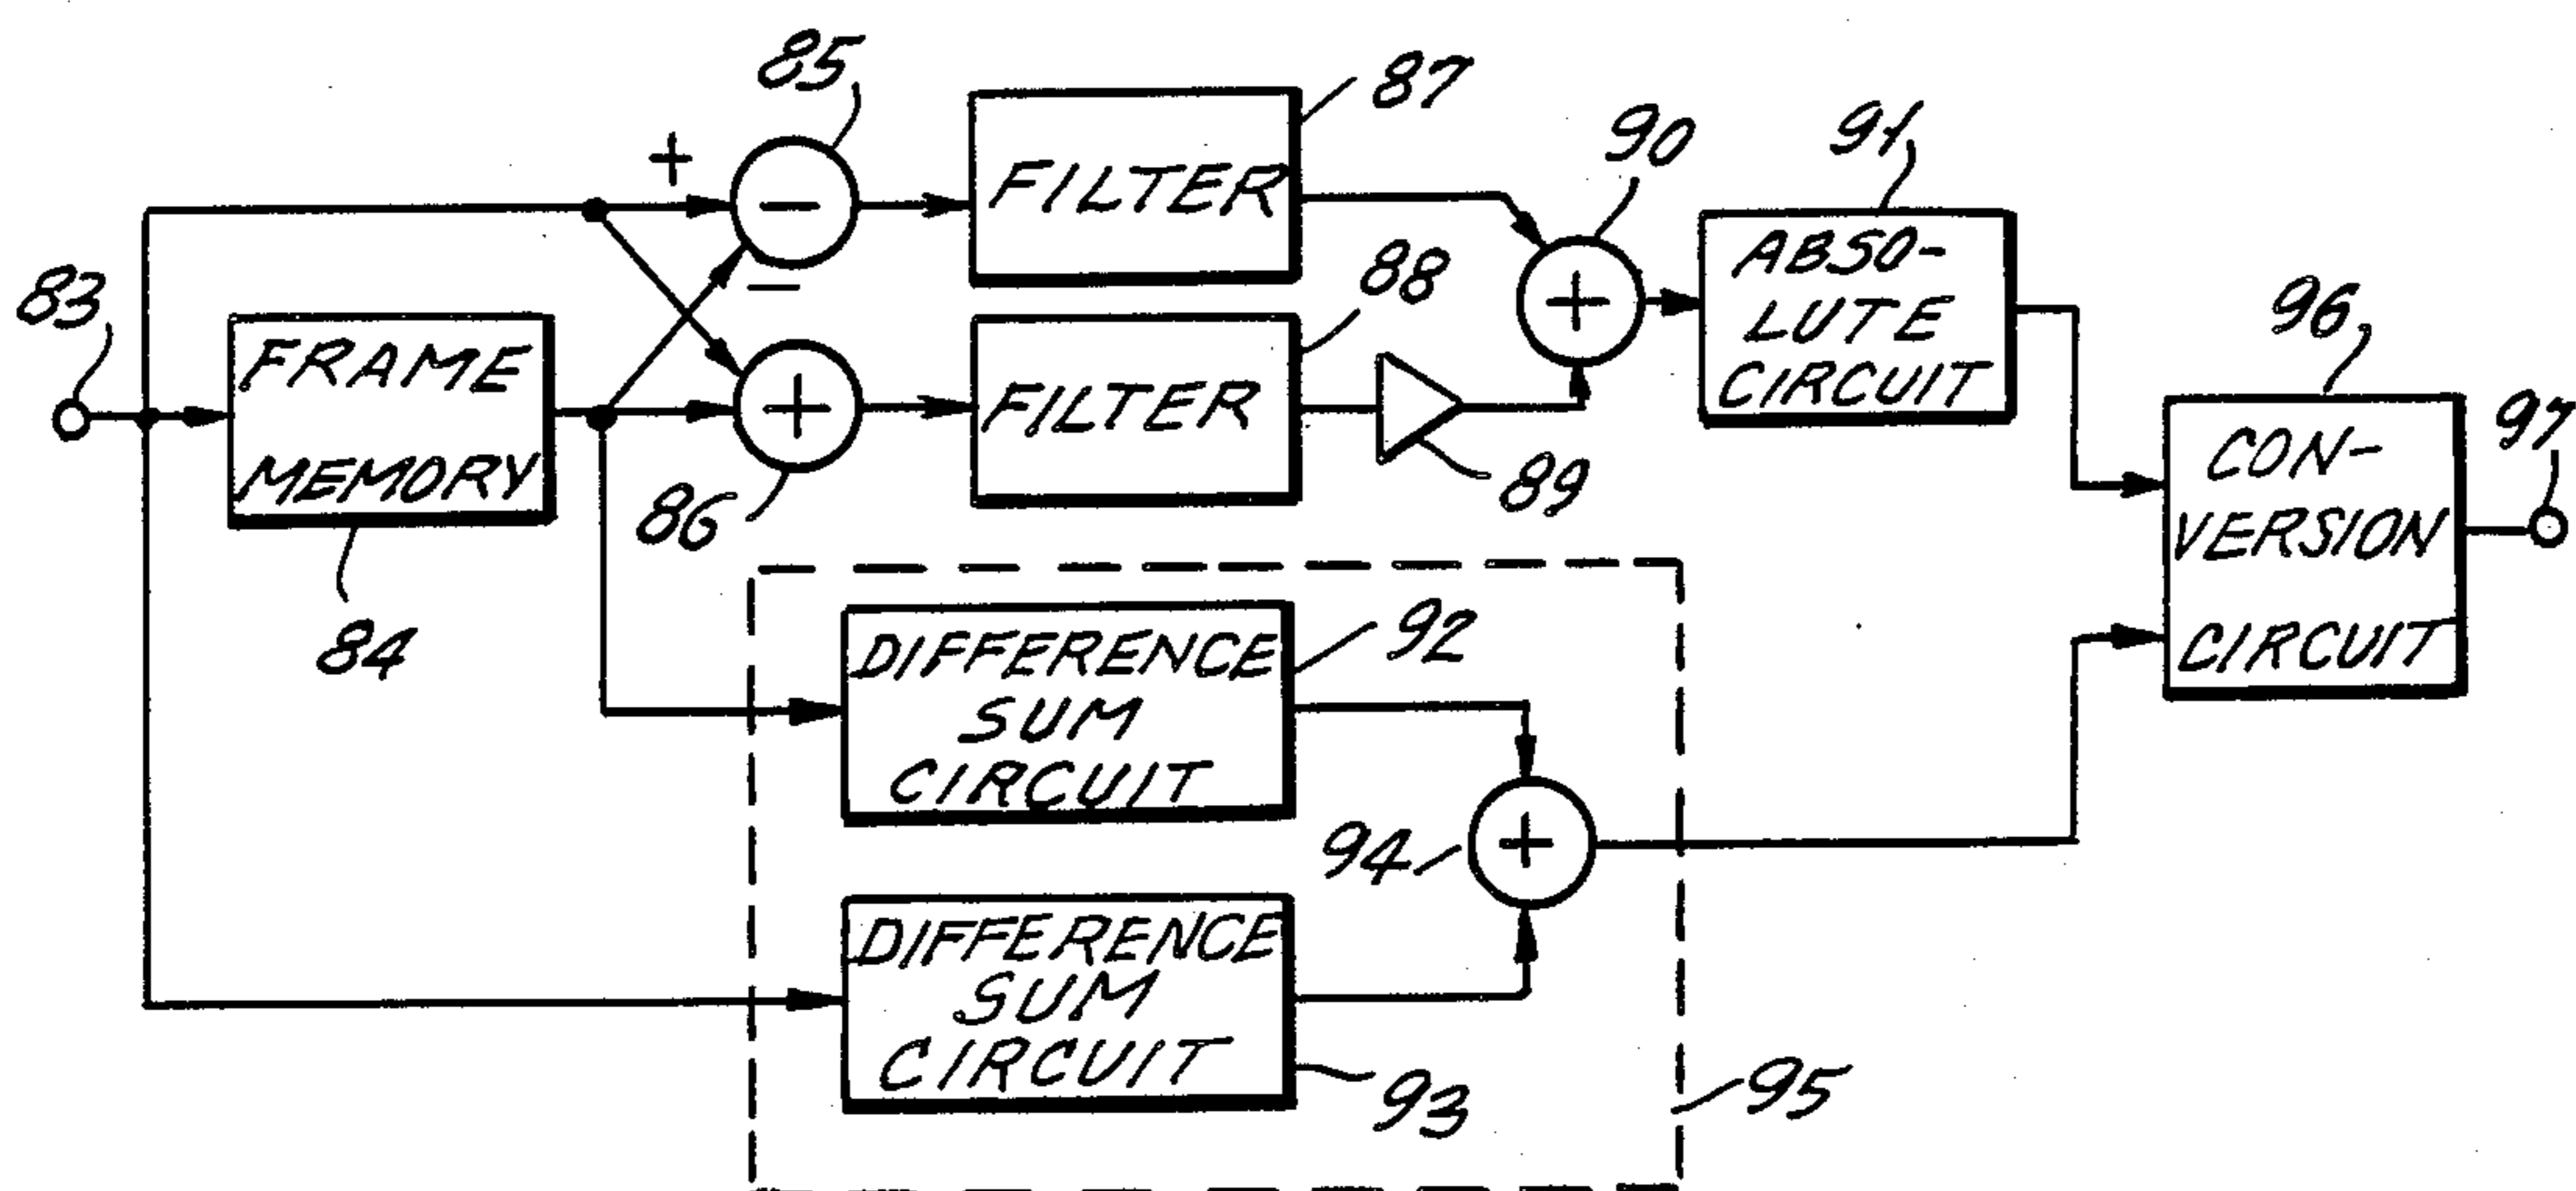 85
87
90
91
+
−
FILTER
ABSO-
LUTE
CIRCUIT
83
FRAME
MEMORY
84
−
+
86
FILTER
88
89
+
96
CON-
VERSION
CIRCUIT
97
DIFFERENCE
SUM
CIRCUIT
92
94
+
DIFFERENCE
SUM
CIRCUIT
93
95